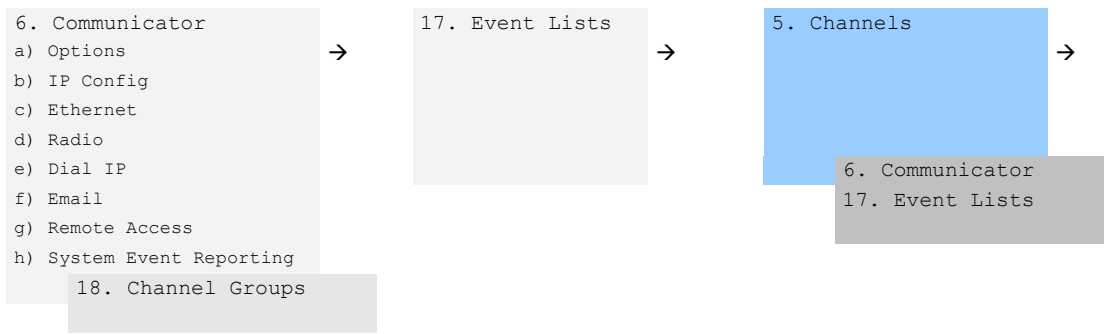 6. Communicator
a) Options
b) IP Config
c) Ethernet
d) Radio
e) Dial IP
f) Email
g) Remote Access
h) System Event Reporting
18. Channel Groups
→
17. Event Lists
→
5. Channels
→
6. Communicator
17. Event Lists